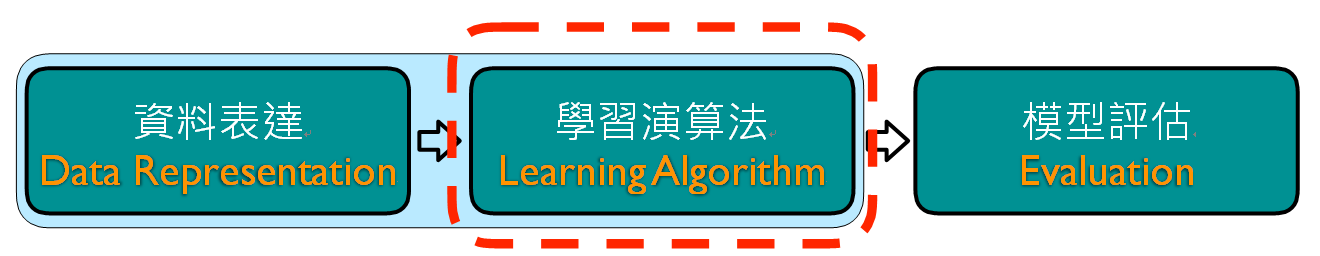 資料表達
Data Representation
學習演算法
Learning Algorithm
模型評估
Evaluation